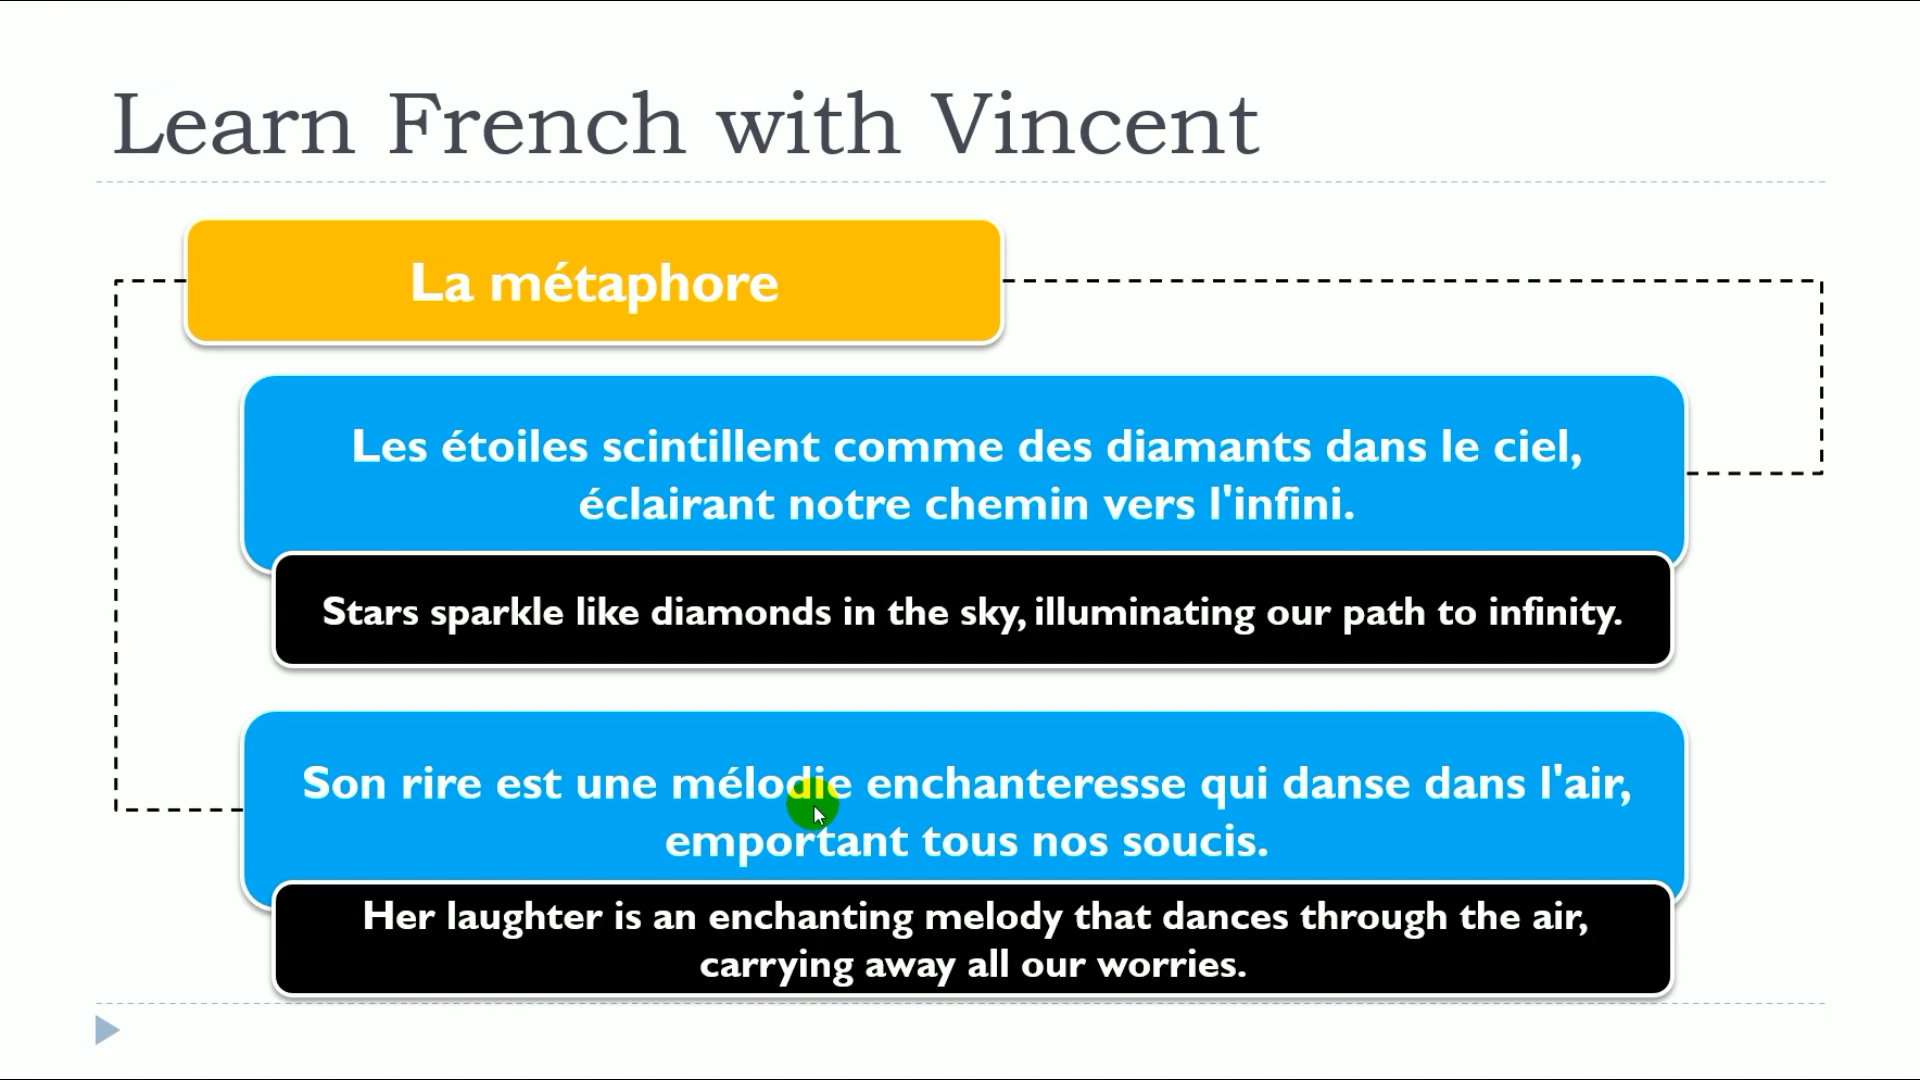 Learn French with Vincent
La métaphore
Les étoiles scintillent comme des diamants dans le ciel,
éclairant notre chemin vers l'infini.
Stars sparkle like diamonds in the sky, illuminating our path to infinity.
Son rire est une mélodie enchanteresse qui danse dans l'air,
emportant tous nos soucis.
Her laughter is an enchanting melody that dances through the air,
carrying away all our worries.